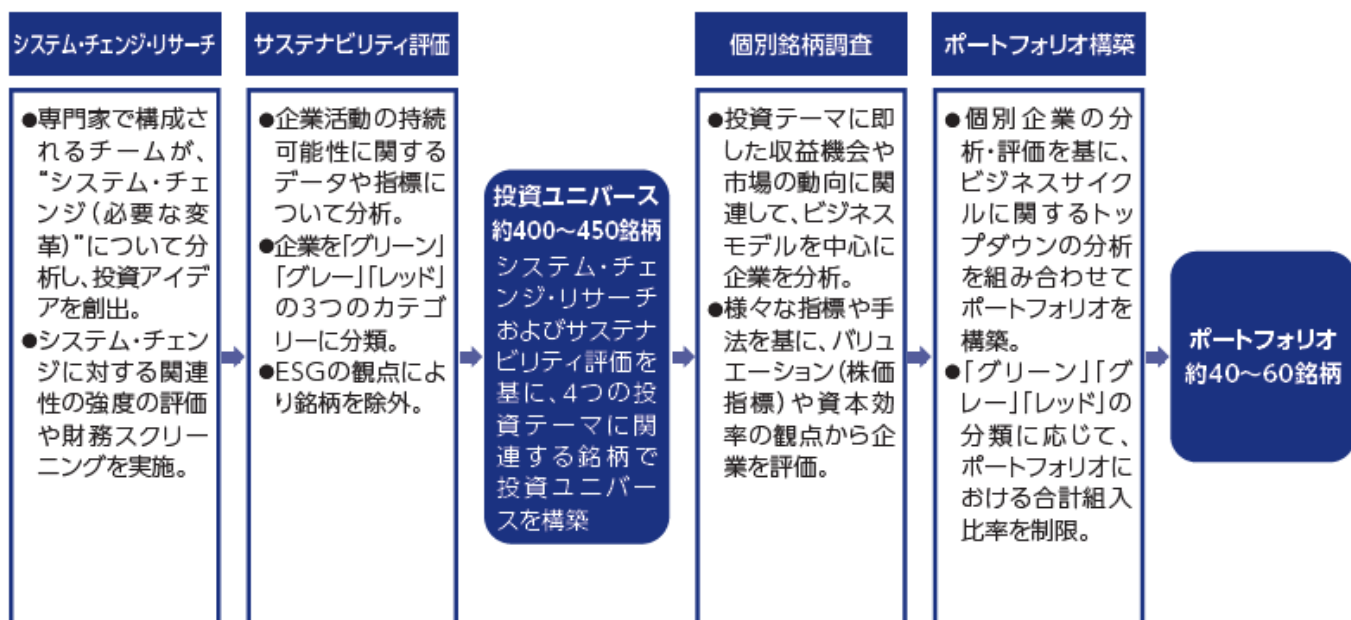 システム・チェンジ・リサーチ
●専門家で構成さ
れるチームが、
“システム・チェ
ンジ(必要な変
革)”について分
析し、投資アイデ
アを創出。
●システム・チェン
ジに対する関連
性の強度の評価
や財務スクリー
ニングを実施。
サステナビリティ評価
●企業活動の持続
可能性に関する
データや指標に
ついて分析。
●企業を「グリーン」
「グレー」「レッド」
の3つのカテゴ
リーに分類。
●ESGの観点によ
り銘柄を除外。
投資ユニバース
約400〜450銘柄
システム・チェ
ンジ・リサーチ
およびサステナ
ビリティ評価を
基に、4つの投
資テーマに関
連する銘柄で
投資ユニバー
スを構築
個別銘柄調査
●投資テーマに即
した収益機会や
市場の動向に関
連して、ビジネス
モデルを中心に
企業を分析。
●様々な指標や手
法を基に、バリュ
エーション(株価
指標)や資本効
率の観点から企
業を評価。
ポートフォリオ構築
●個別企業の分
析・評価を基に、
ビジネスサイク
ルに関するトッ
プダウンの分析
を組み合わせて
ポートフォリオを
構築。
●「グリーン」「グ
レー」「レッド」の
分類に応じて、
ポートフォリオに
おける合計組入
比率を制限。
ポートフォリオ
約40〜60銘柄